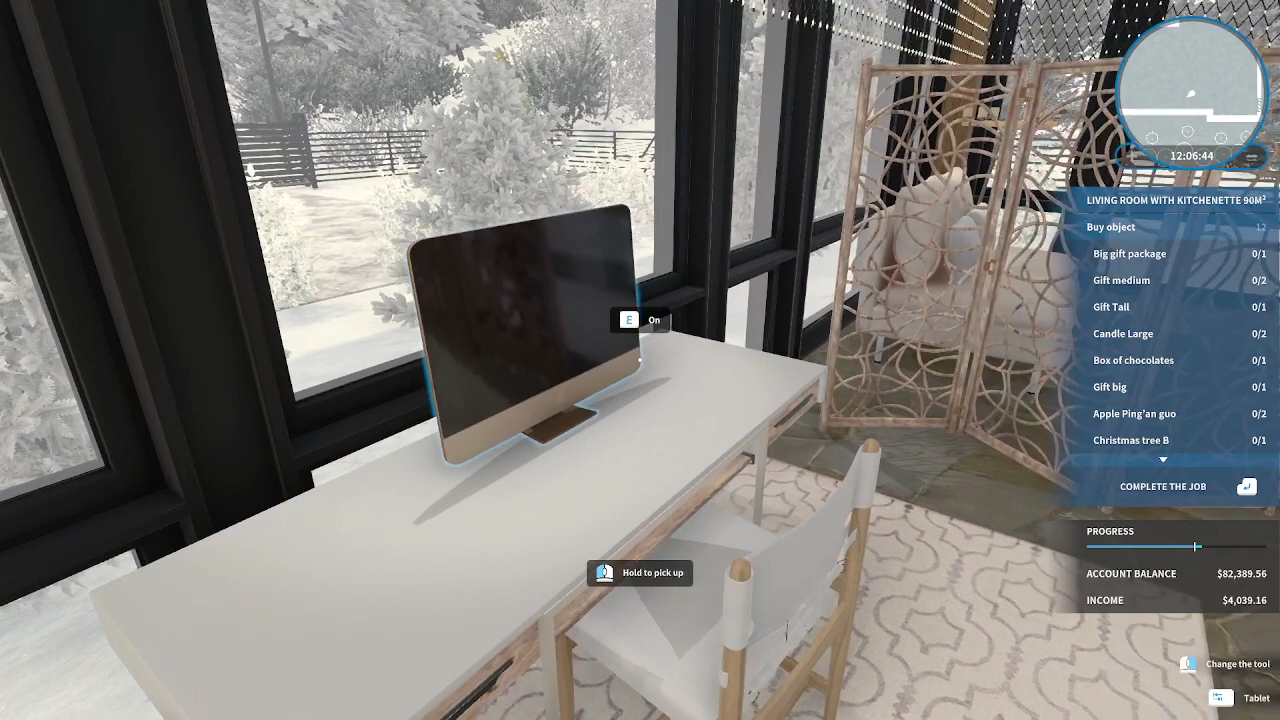 12:06:44
LIVING ROOM WITH KITCHENETTE 90M²
Buy object 12
Big gift package 0/1
Gift medium 0/2
Gift Tall 0/1
Candle Large 0/2
Box of chocolates 0/1
Gift big 0/1
Apple Ping'an guo 0/2
Christmas tree B 0/1
COMPLETE THE JOB
PROGRESS
ACCOUNT BALANCE $82,389.56
INCOME $4,039.16
E On
Hold to pick up
Change the tool
Tablet